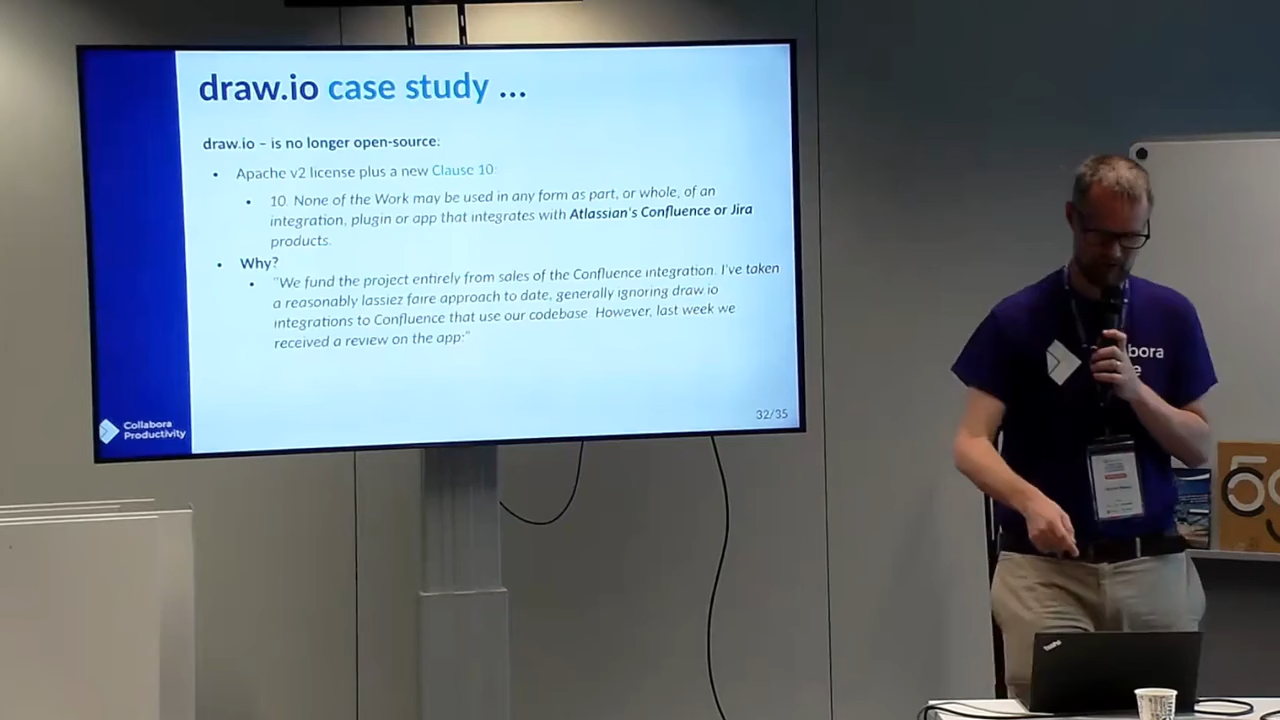 draw.io case study ...
draw.io – is no longer open-source:
• Apache v2 license plus a new Clause 10:
• 10. None of the Work may be used in any form as part, or whole, of an
integration, plugin or app that integrates with Atlassian's Confluence or Jira
products.
• Why?
• "We fund the project entirely from sales of the Confluence integration. I've taken
a reasonably lassiez faire approach to date, generally ignoring draw io
integrations to Confluence that use our codebase. However, last week we
received a review on the app:"
32/35
Collabora
Productivity
bora
e
ThinkPad